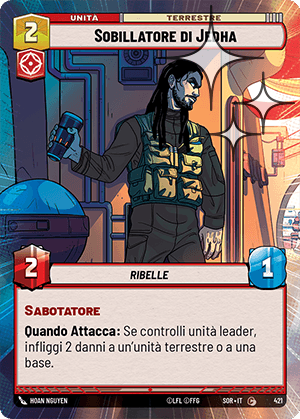 UNITÀ
TERRESTRE
2
SOBILLATORE DI JEDHA
2
RIBELLE
1
SABOTATORE
Quando Attacca: Se controlli unità leader,
infliggi 2 danni a un'unità terrestre o a una
base.
HOAN NGUYEN
©LFL ©FFG
SOR • IT
C
421